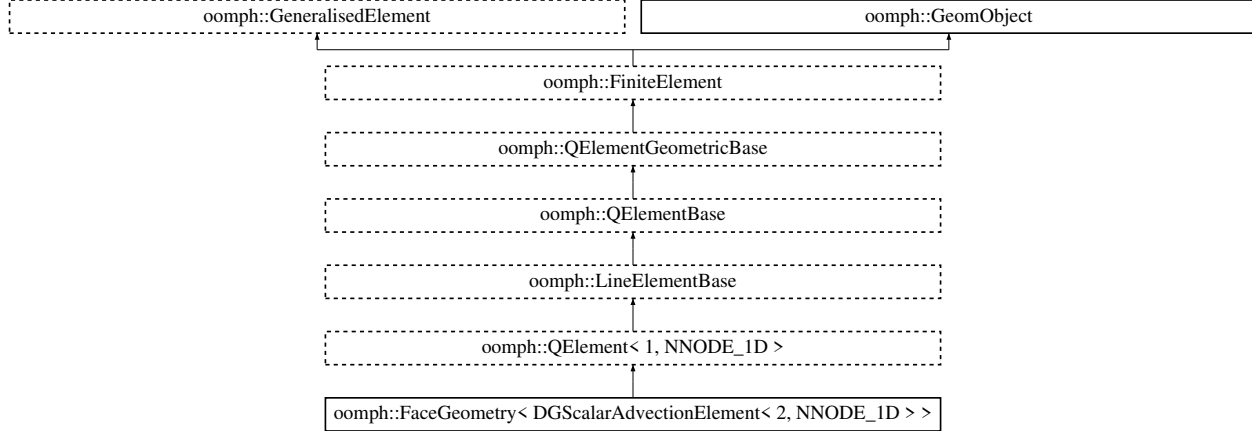 oomph::GeneralisedElement
oomph::GeomObject
oomph::FiniteElement
oomph::QElementGeometricBase
oomph::QElementBase
oomph::LineElementBase
oomph::QElement< 1, NNODE_1D >
oomph::FaceGeometry< DGScalarAdvectionElement< 2, NNODE_1D > >